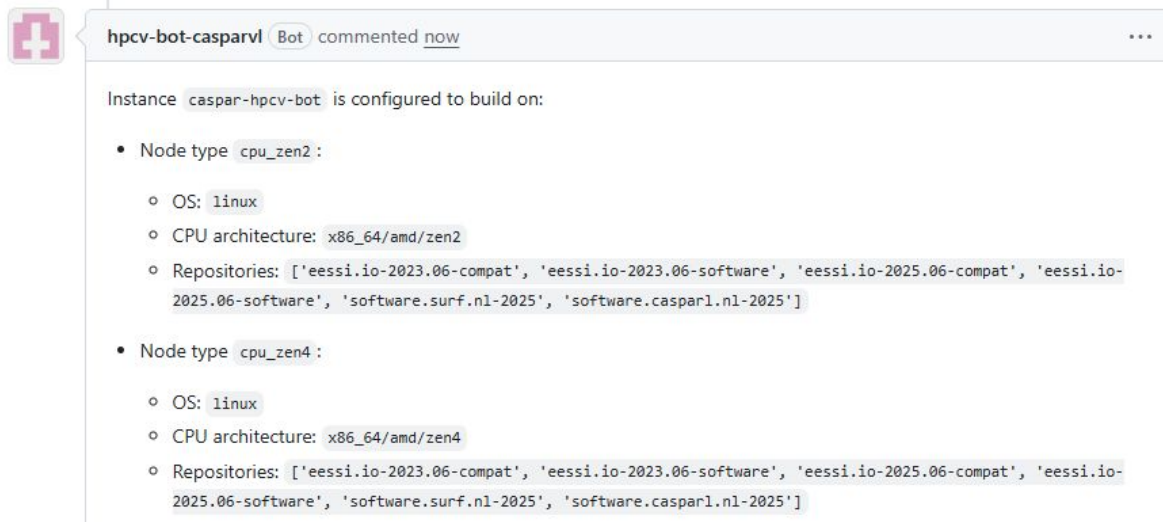 hpcv-bot-casparvl Bot commented now ...
Instance caspar-hpcv-bot is configured to build on:
• Node type cpu_zen2 :
○ OS: linux
○ CPU architecture: x86_64/amd/zen2
○ Repositories: ['eessi.io-2023.06-compat', 'eessi.io-2023.06-software', 'eessi.io-2025.06-compat', 'eessi.io-
2025.06-software', 'software.surf.nl-2025', 'software.casparl.nl-2025']
• Node type cpu_zen4 :
○ OS: linux
○ CPU architecture: x86_64/amd/zen4
○ Repositories: ['eessi.io-2023.06-compat', 'eessi.io-2023.06-software', 'eessi.io-2025.06-compat', 'eessi.io-
2025.06-software', 'software.surf.nl-2025', 'software.casparl.nl-2025']